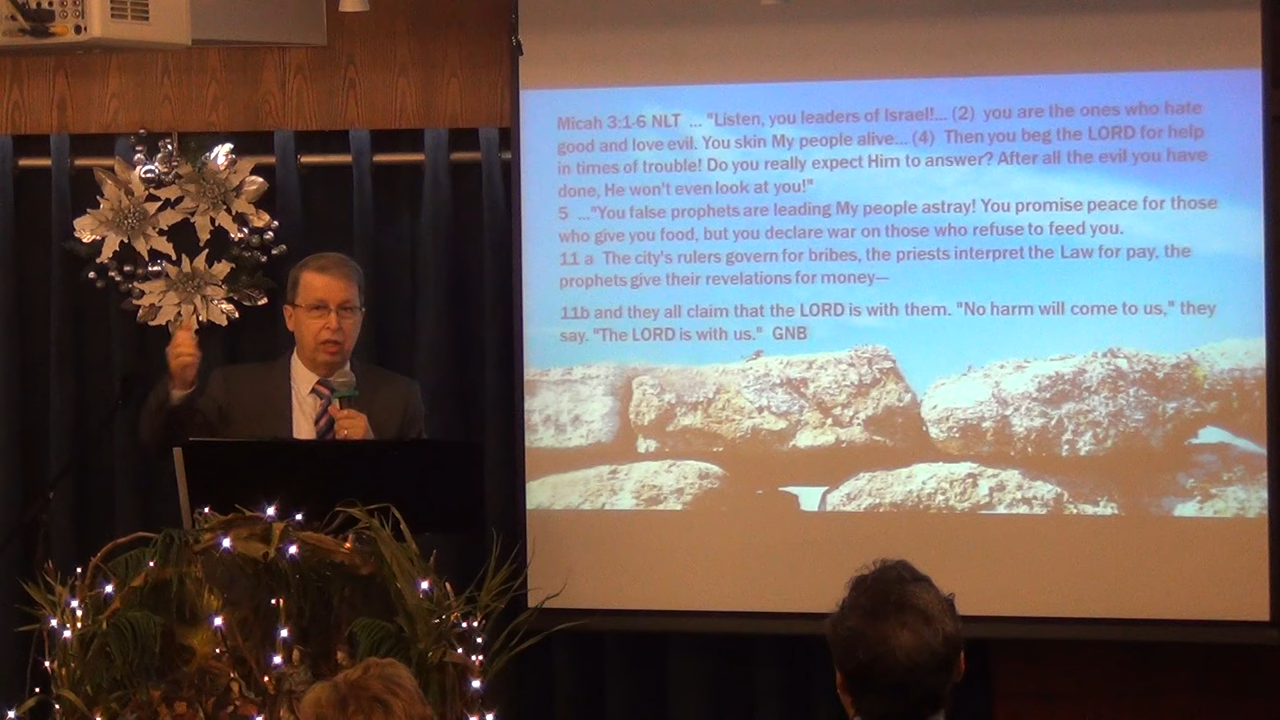 Micah 3:1-6 NLT ... "Listen, you leaders of Israel!... (2) you are the ones who hate
good and love evil. You skin My people alive... (4) Then you beg the LORD for help
in times of trouble! Do you really expect Him to answer? After all the evil you have
done, He won't even look at you!"
5 ..."You false prophets are leading My people astray! You promise peace for those
who give you food, but you declare war on those who refuse to feed you.
11 a The city's rulers govern for bribes, the priests interpret the Law for pay, the
prophets give their revelations for money—
11b and they all claim that the LORD is with them. "No harm will come to us," they
say. "The LORD is with us." GNB